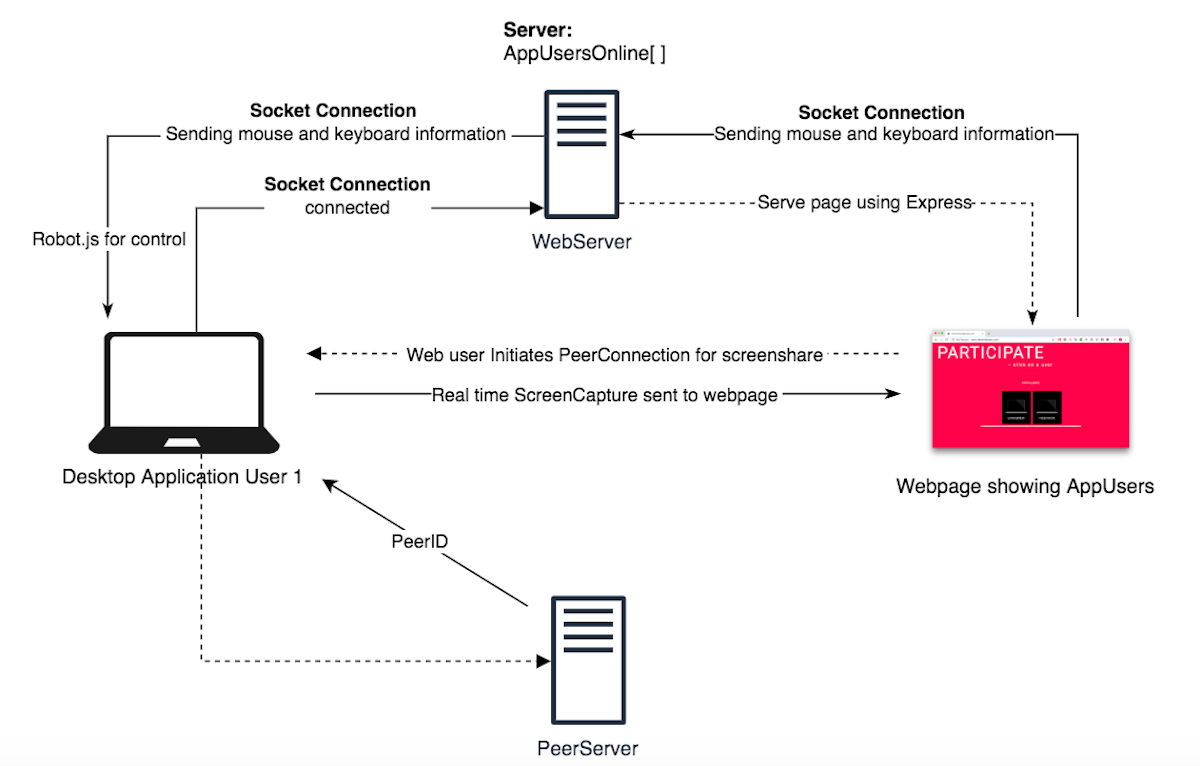 Server:
AppUsersOnline[ ]
Socket Connection
Sending mouse and keyboard information
Socket Connection
Sending mouse and keyboard information
Socket Connection
connected
Serve page using Express
Robot.js for control
WebServer
Web user Initiates PeerConnection for screenshare
Real time ScreenCapture sent to webpage
PARTICIPATE
Desktop Application User 1
Webpage showing AppUsers
PeerID
PeerServer